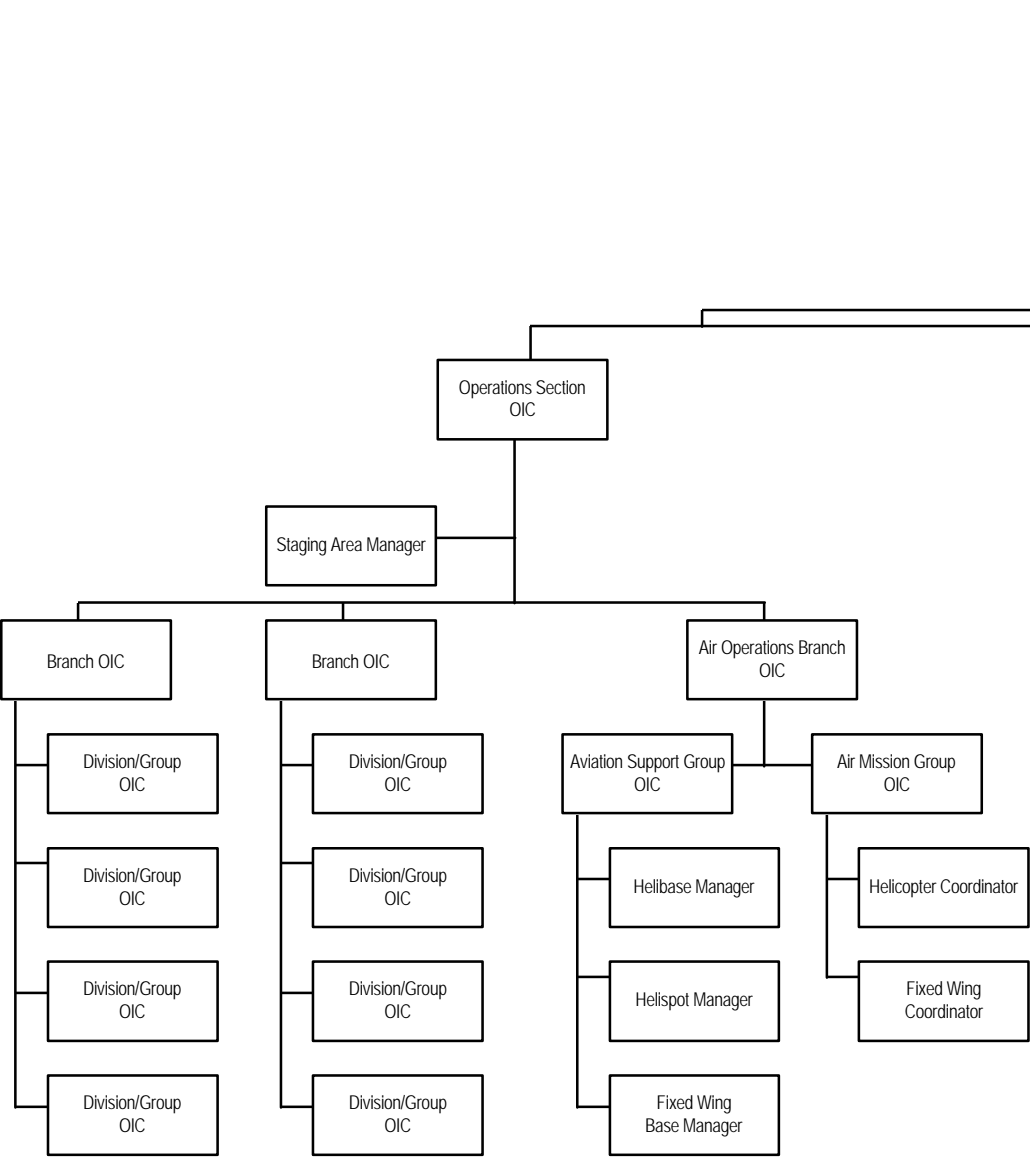 Operations Section
OIC
Staging Area Manager
Branch OIC
Branch OIC
Air Operations Branch
OIC
Division/Group
OIC
Division/Group
OIC
Aviation Support Group
OIC
Air Mission Group
OIC
Division/Group
OIC
Division/Group
OIC
Helibase Manager
Helicopter Coordinator
Division/Group
OIC
Division/Group
OIC
Helispot Manager
Fixed Wing
Coordinator
Division/Group
OIC
Division/Group
OIC
Fixed Wing
Base Manager